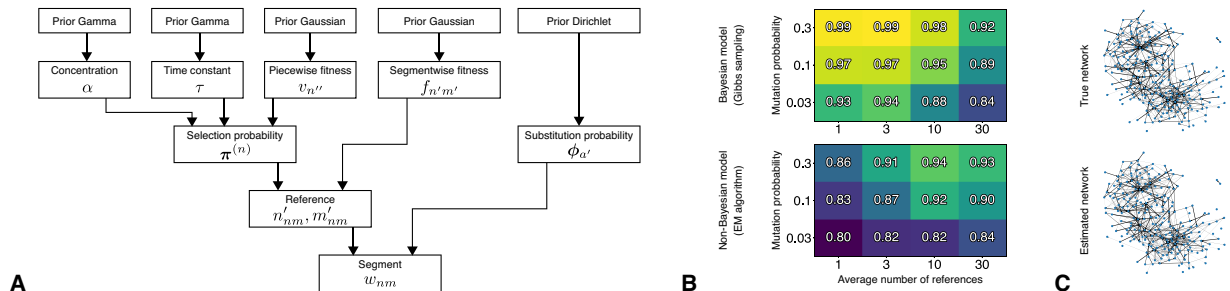 Prior Gamma
Prior Gamma
Prior Gaussian
Prior Gaussian
Prior Dirichlet
Concentration
α
Time constant
τ
Piecewise fitness
v_{n''}
Segmentwise fitness
f_{n'm'}
Selection probability
π^{(n)}
Substitution probability
ϕ_{a'}
Reference
n'_{nm}, m'_{nm}
Segment
w_{nm}
A
Bayesian model
(Gibbs sampling)
Mutation probability
0.3
0.99 0.99 0.98 0.92
0.1
0.97 0.97 0.95 0.89
0.03
0.93 0.94 0.88 0.84
1 3 10 30
Non-Bayesian model
(EM algorithm)
Mutation probbability
0.3
0.86 0.91 0.94 0.93
0.1
0.83 0.87 0.92 0.90
0.03
0.80 0.82 0.82 0.84
1 3 10 30
Average number of references
B
True network
Estimated network
C